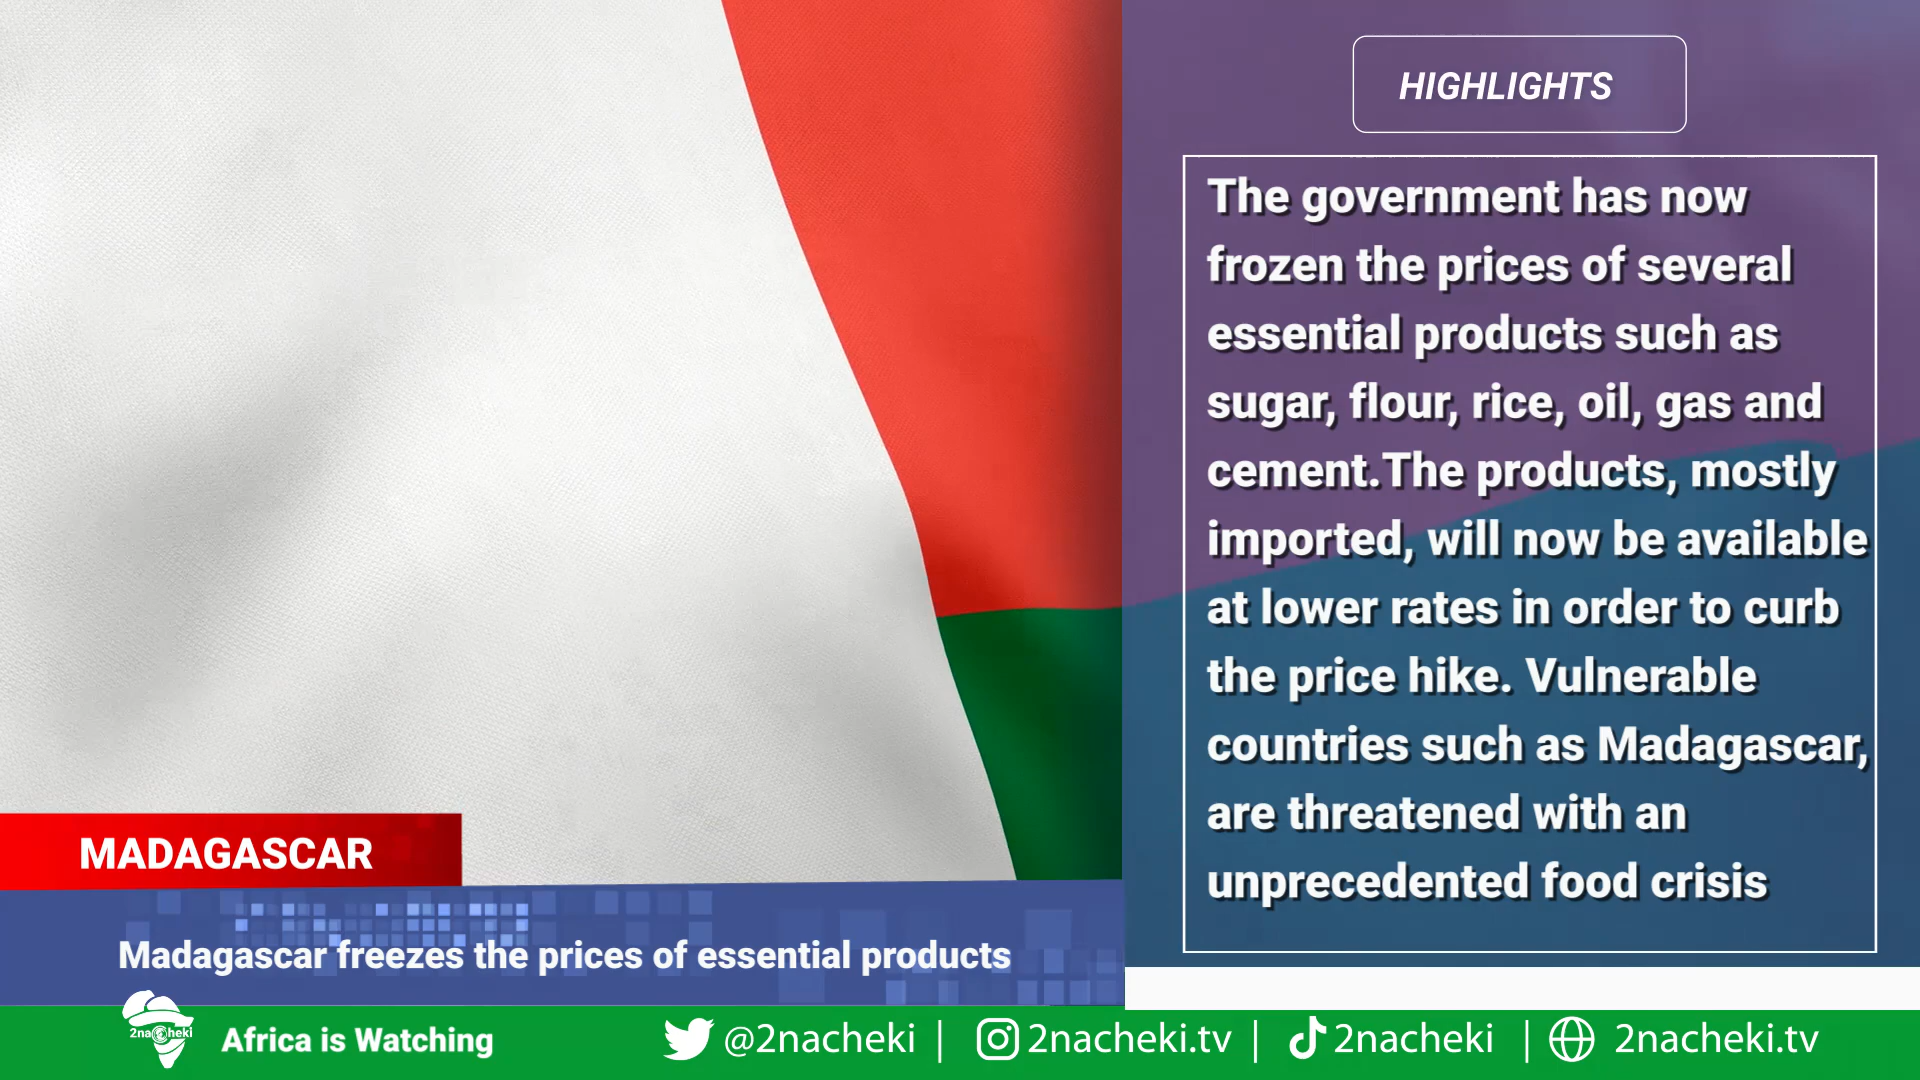 HIGHLIGHTS
The government has now
frozen the prices of several
essential products such as
sugar, flour, rice, oil, gas and
cement.The products, mostly
imported, will now be available
at lower rates in order to curb
the price hike. Vulnerable
countries such as Madagascar,
are threatened with an
unprecedented food crisis
MADAGASCAR
Madagascar freezes the prices of essential products
2nacheki
Africa is Watching
@2nacheki | 2nacheki.tv | 2nacheki | 2nacheki.tv